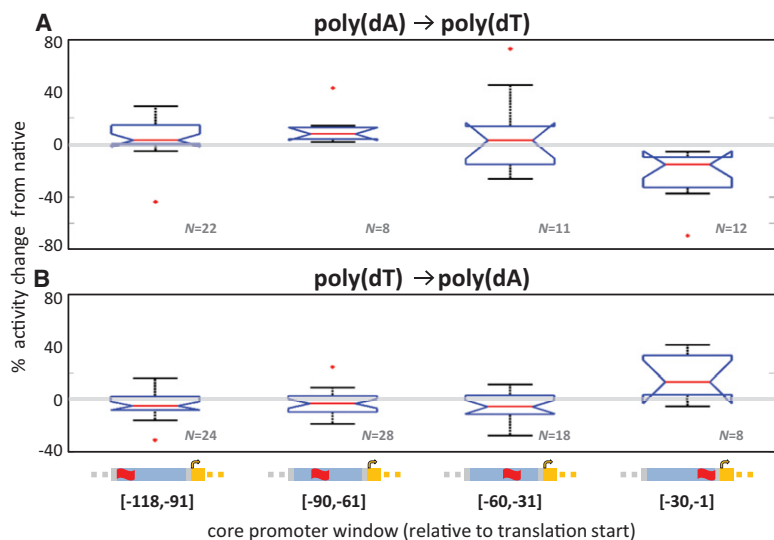 A
poly(dA) → poly(dT)
80
40
0
-40
-80
N=22
N=8
N=11
N=12
B
poly(dT) → poly(dA)
80
40
0
-40
N=24
N=28
N=18
N=8
% activity change from native
[-118,-91]
[-90,-61]
[-60,-31]
[-30,-1]
core promoter window (relative to translation start)